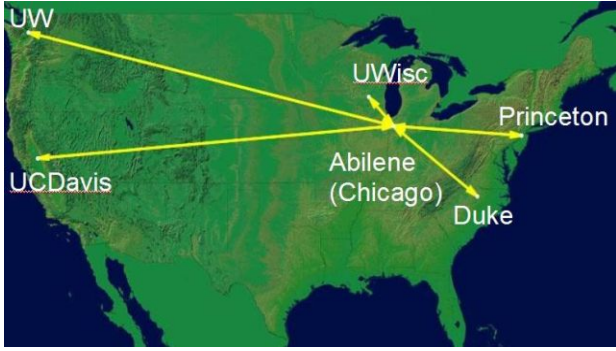 UW
UWisc
Princeton
Abilene
(Chicago)
UCDavis
Duke